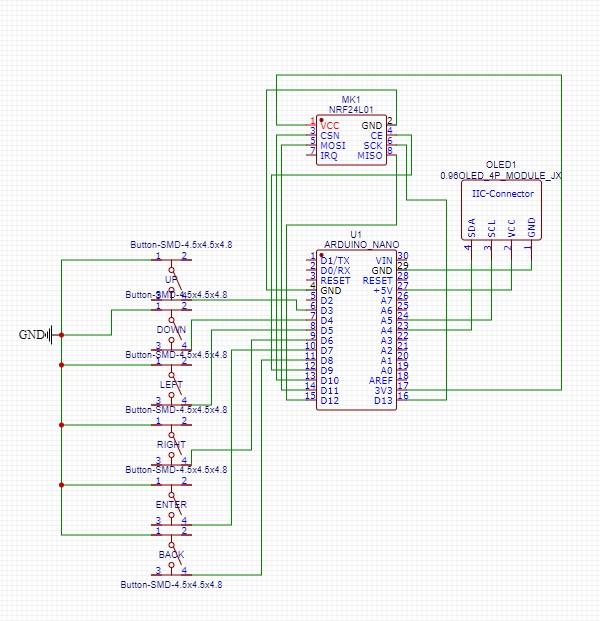 MK1
NRF24L01
1 VCC GND 2
3 CSN CE 4
5 MOSI SCK 6
7 IRQ MISO 8
OLED1
0.96OLED_4P_MODULE_JX
IIC-Connector
SDA SCL VCC GND
4 3 2 1
U1
ARDUINO_NANO
1 D1/TX VIN 30
2 D0/RX GND 29
3 RESET RESET 28
4 GND +5V 27
5 D2 A7 26
6 D3 A6 25
7 D4 A5 24
8 D5 A4 23
9 D6 A3 22
10 D7 A2 21
11 D8 A1 20
12 D9 A0 19
13 D10 AREF 18
14 D11 3V3 17
15 D12 D13 16
Button-SMD-4.5x4.5x4.8
1 2
UP
3 4
Button-SMD-4.5x4.5x4.8
1 2
GND
DOWN
3 4
Button-SMD-4.5x4.5x4.8
1 2
LEFT
3 4
Button-SMD-4.5x4.5x4.8
1 2
RIGHT
3 4
Button-SMD-4.5x4.5x4.8
1 2
ENTER
3 4
1 2
BACK
3 4
Button-SMD-4.5x4.5x4.8